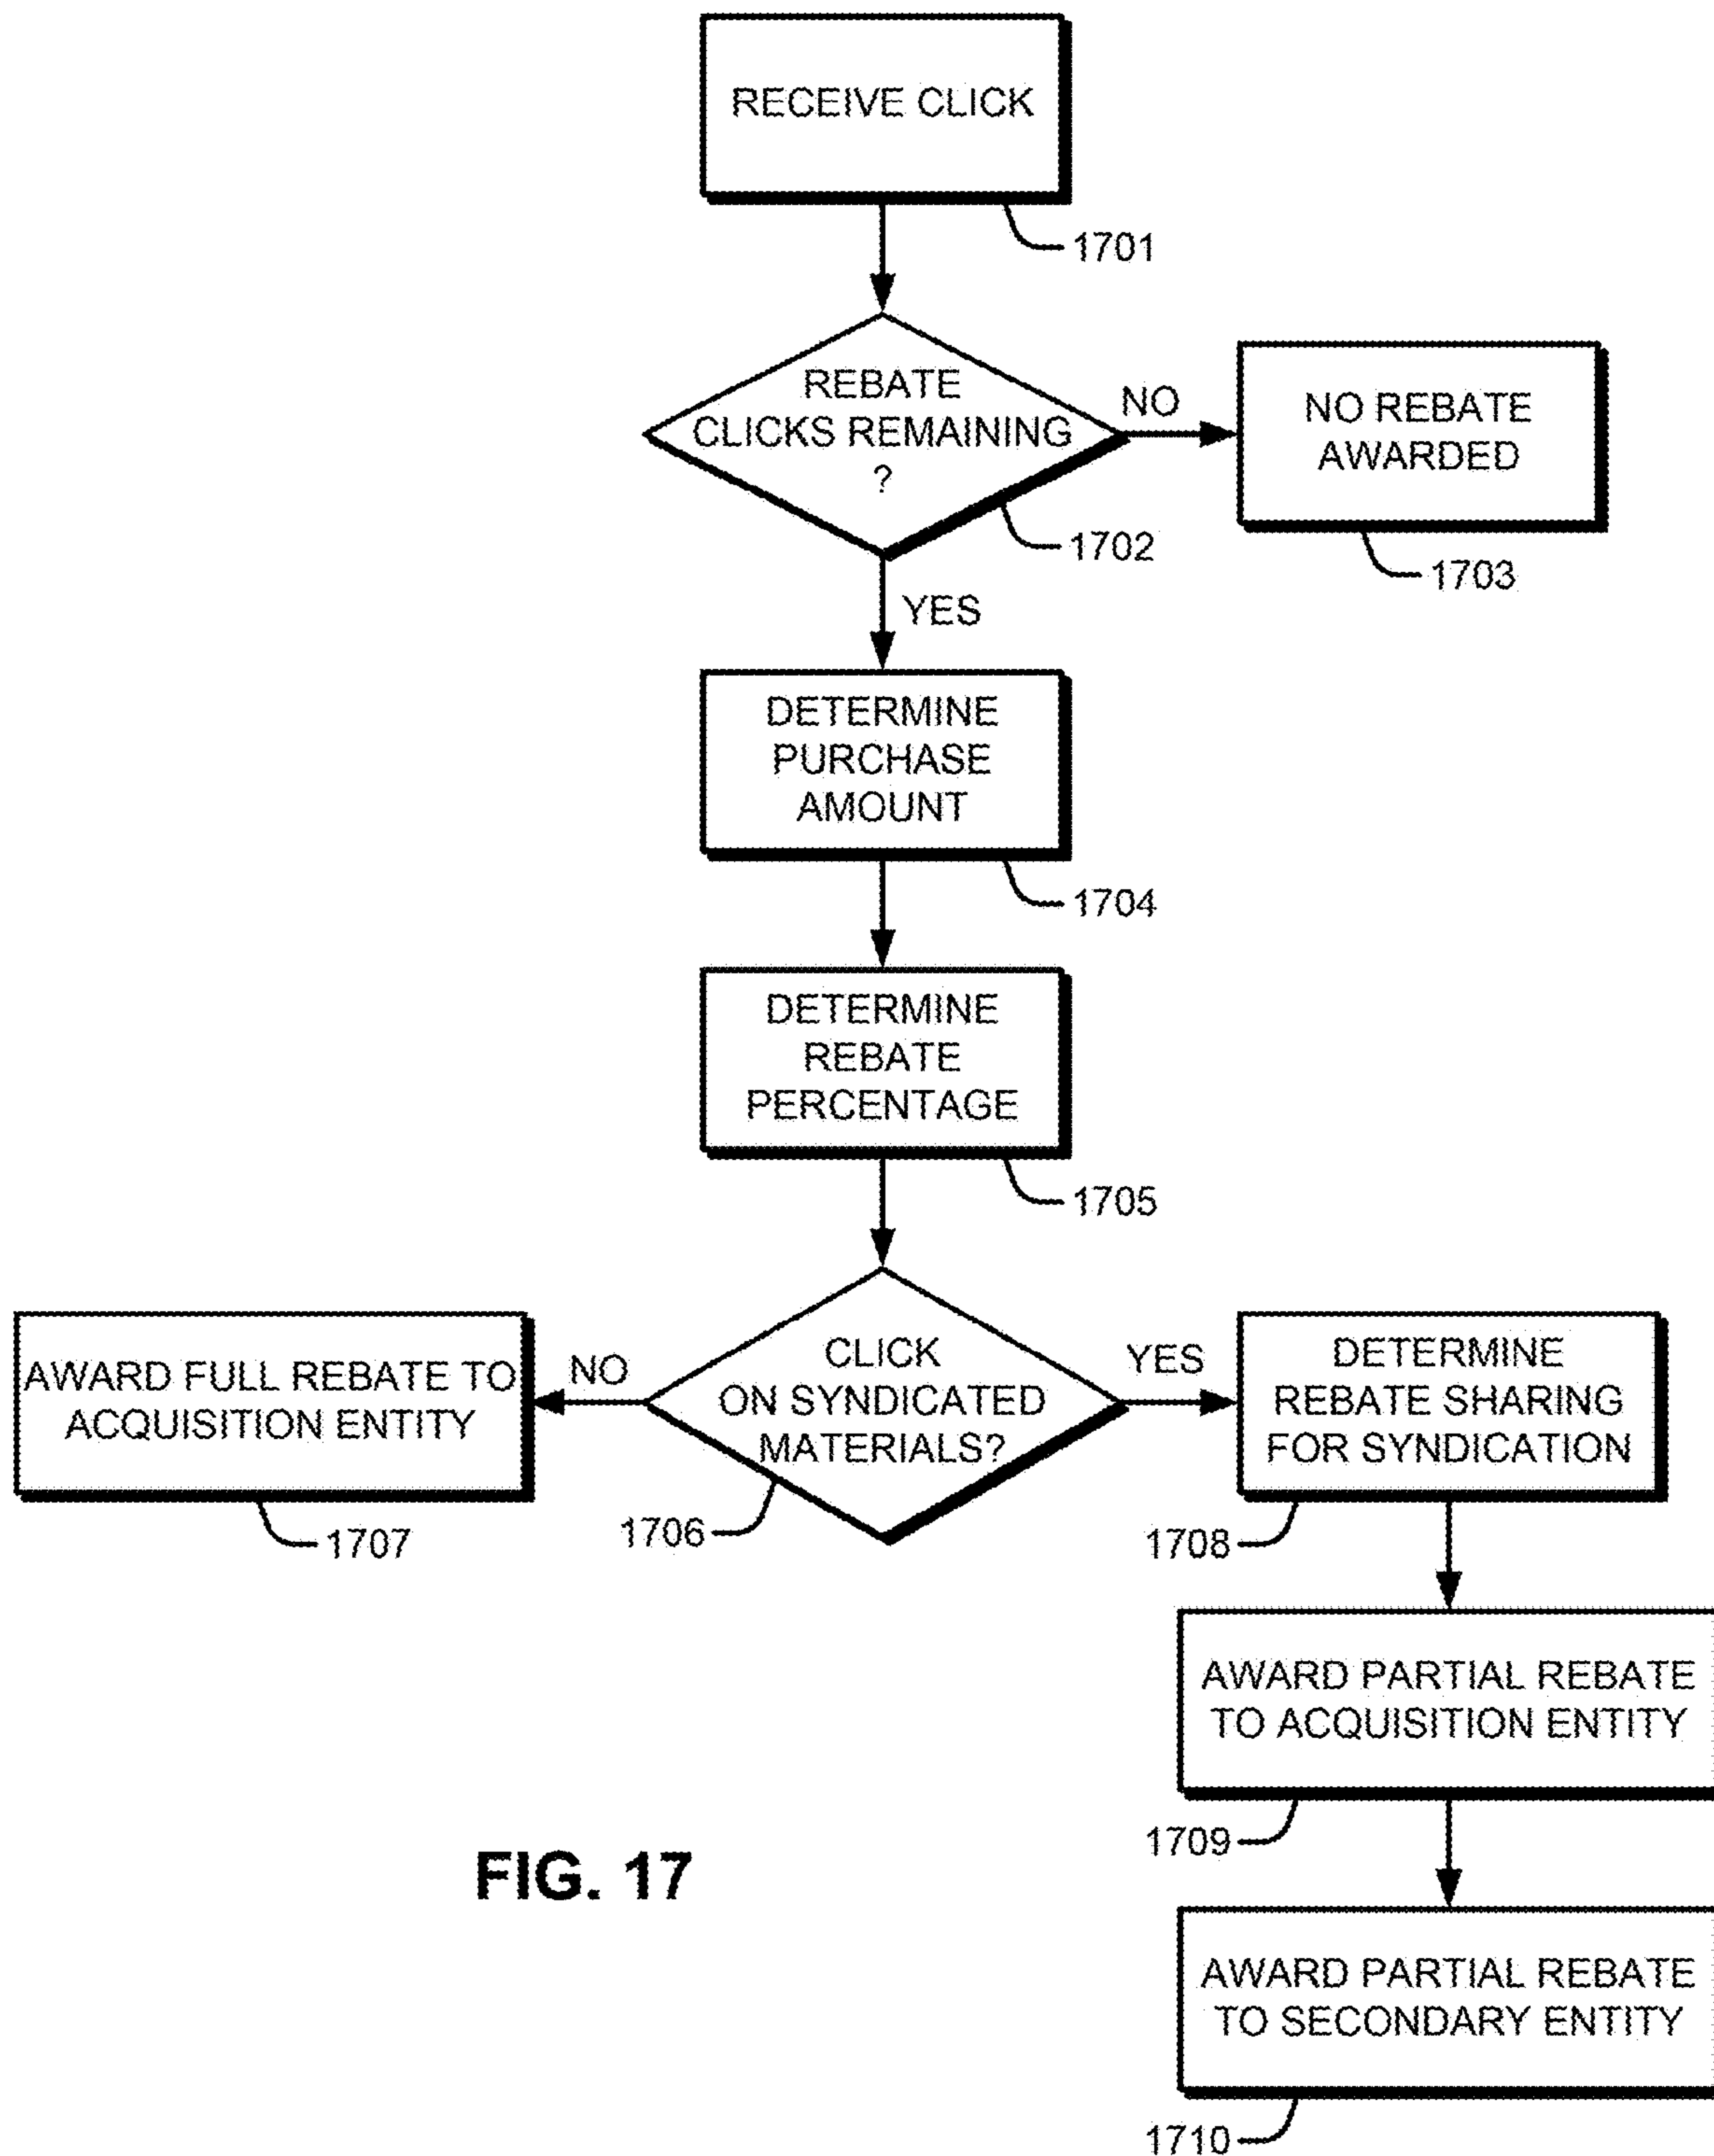 RECEIVE CLICK
1701
REBATE
CLICKS REMAINING
?
1702
NO
NO REBATE
AWARDED
1703
YES
DETERMINE
PURCHASE
AMOUNT
1704
DETERMINE
REBATE
PERCENTAGE
1705
CLICK
ON SYNDICATED
MATERIALS?
1706
NO
AWARD FULL REBATE TO
ACQUISITION ENTITY
1707
YES
DETERMINE
REBATE SHARING
FOR SYNDICATION
1708
AWARD PARTIAL REBATE
TO ACQUISITION ENTITY
1709
AWARD PARTIAL REBATE
TO SECONDARY ENTITY
1710
FIG. 17